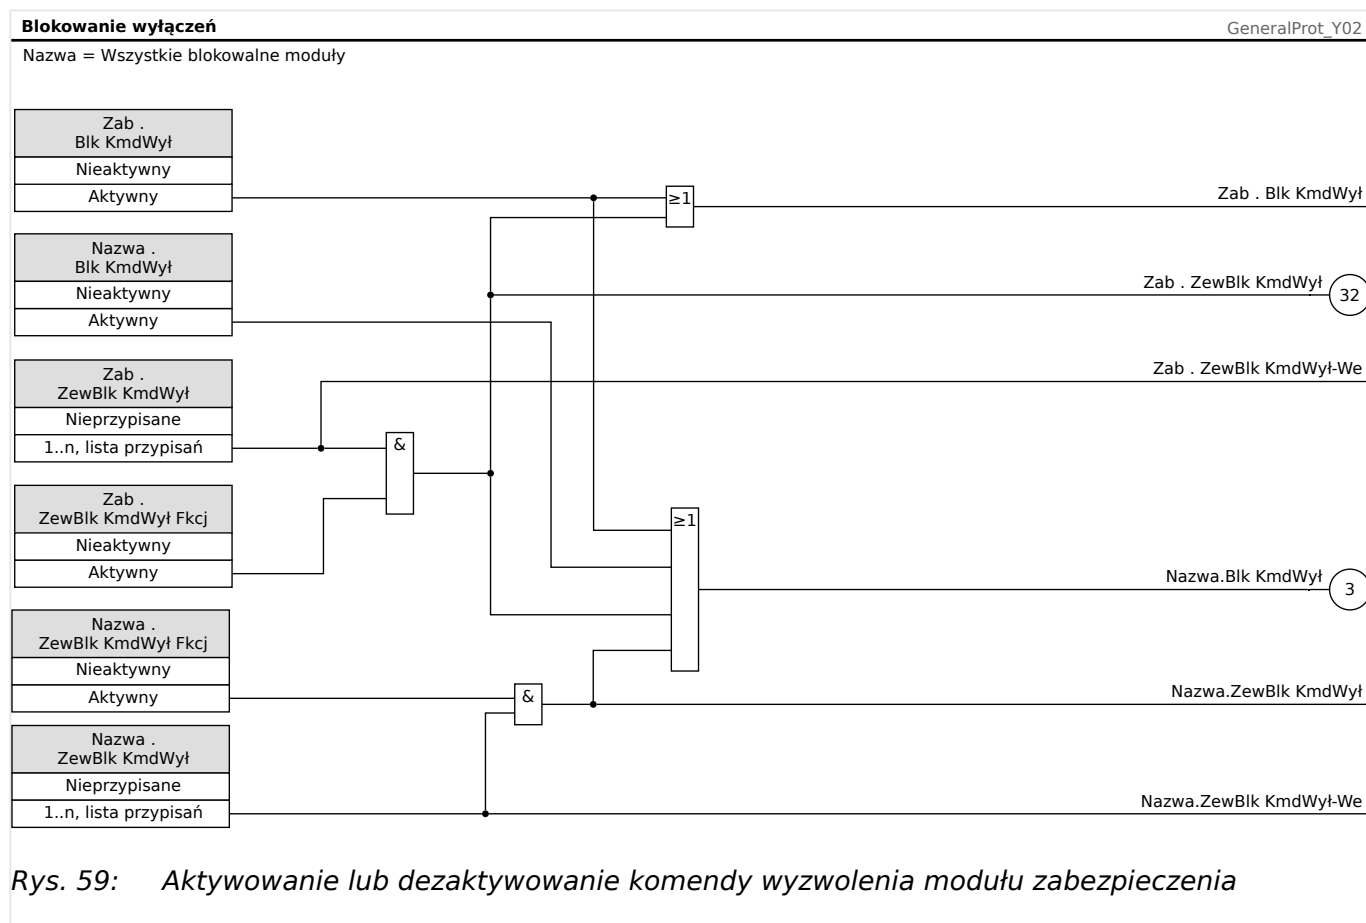 Blokowanie wyłączeń
GeneralProt_Y02
Nazwa = Wszystkie blokowalne moduły
Zab .
Blk KmdWył
Nieaktywny
Aktywny
≥1
Zab . Blk KmdWył
Nazwa .
Blk KmdWył
Nieaktywny
Aktywny
Zab . ZewBlk KmdWył
32
Zab .
ZewBlk KmdWył
Nieprzypisane
1..n, lista przypisań
Zab . ZewBlk KmdWył-We
&
Zab .
ZewBlk KmdWył Fkcj
Nieaktywny
Aktywny
≥1
Nazwa.Blk KmdWył
3
Nazwa .
ZewBlk KmdWył Fkcj
Nieaktywny
Aktywny
&
Nazwa.ZewBlk KmdWył
Nazwa .
ZewBlk KmdWył
Nieprzypisane
1..n, lista przypisań
Nazwa.ZewBlk KmdWył-We
Rys. 59: Aktywowanie lub dezaktywowanie komendy wyzwolenia modułu zabezpieczenia